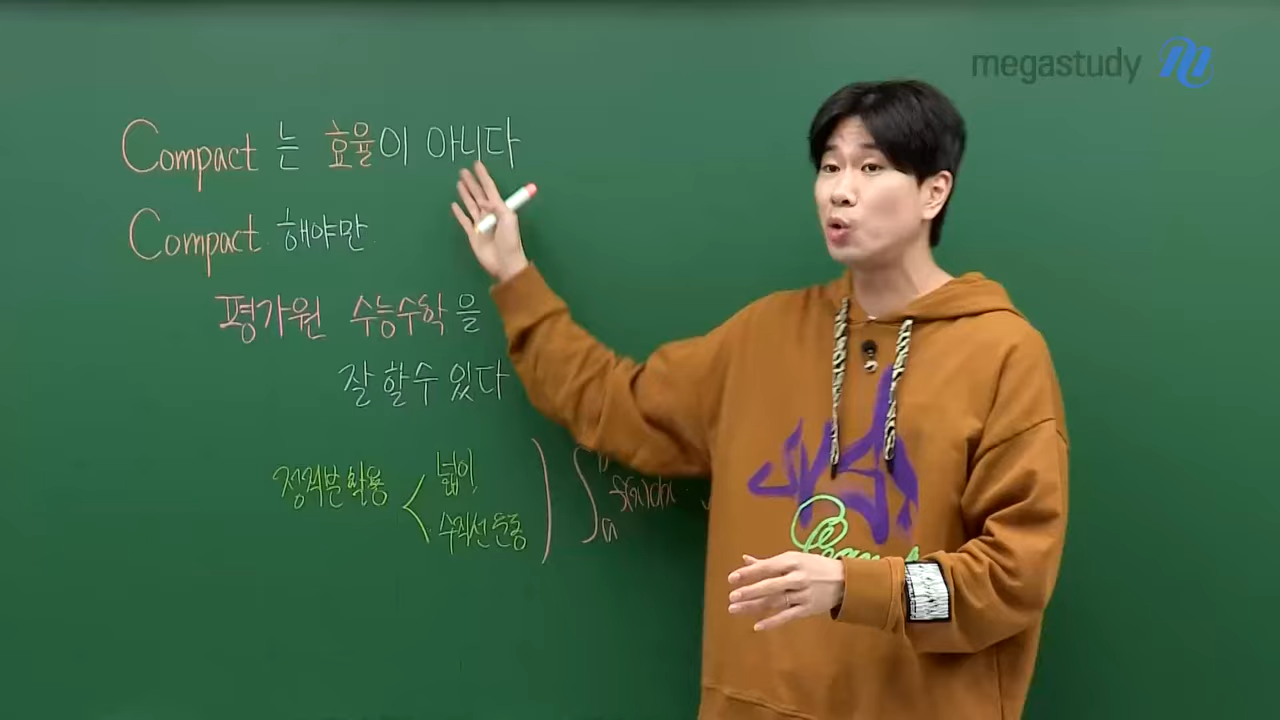 megastudy
Compact 는 효율이 아니다
Compact 해야만
평가원 수능수학을
잘 할 수 있다
정적분 활용 < 넓이
수직선 운동
∫ a f(x)dx
Peanuts